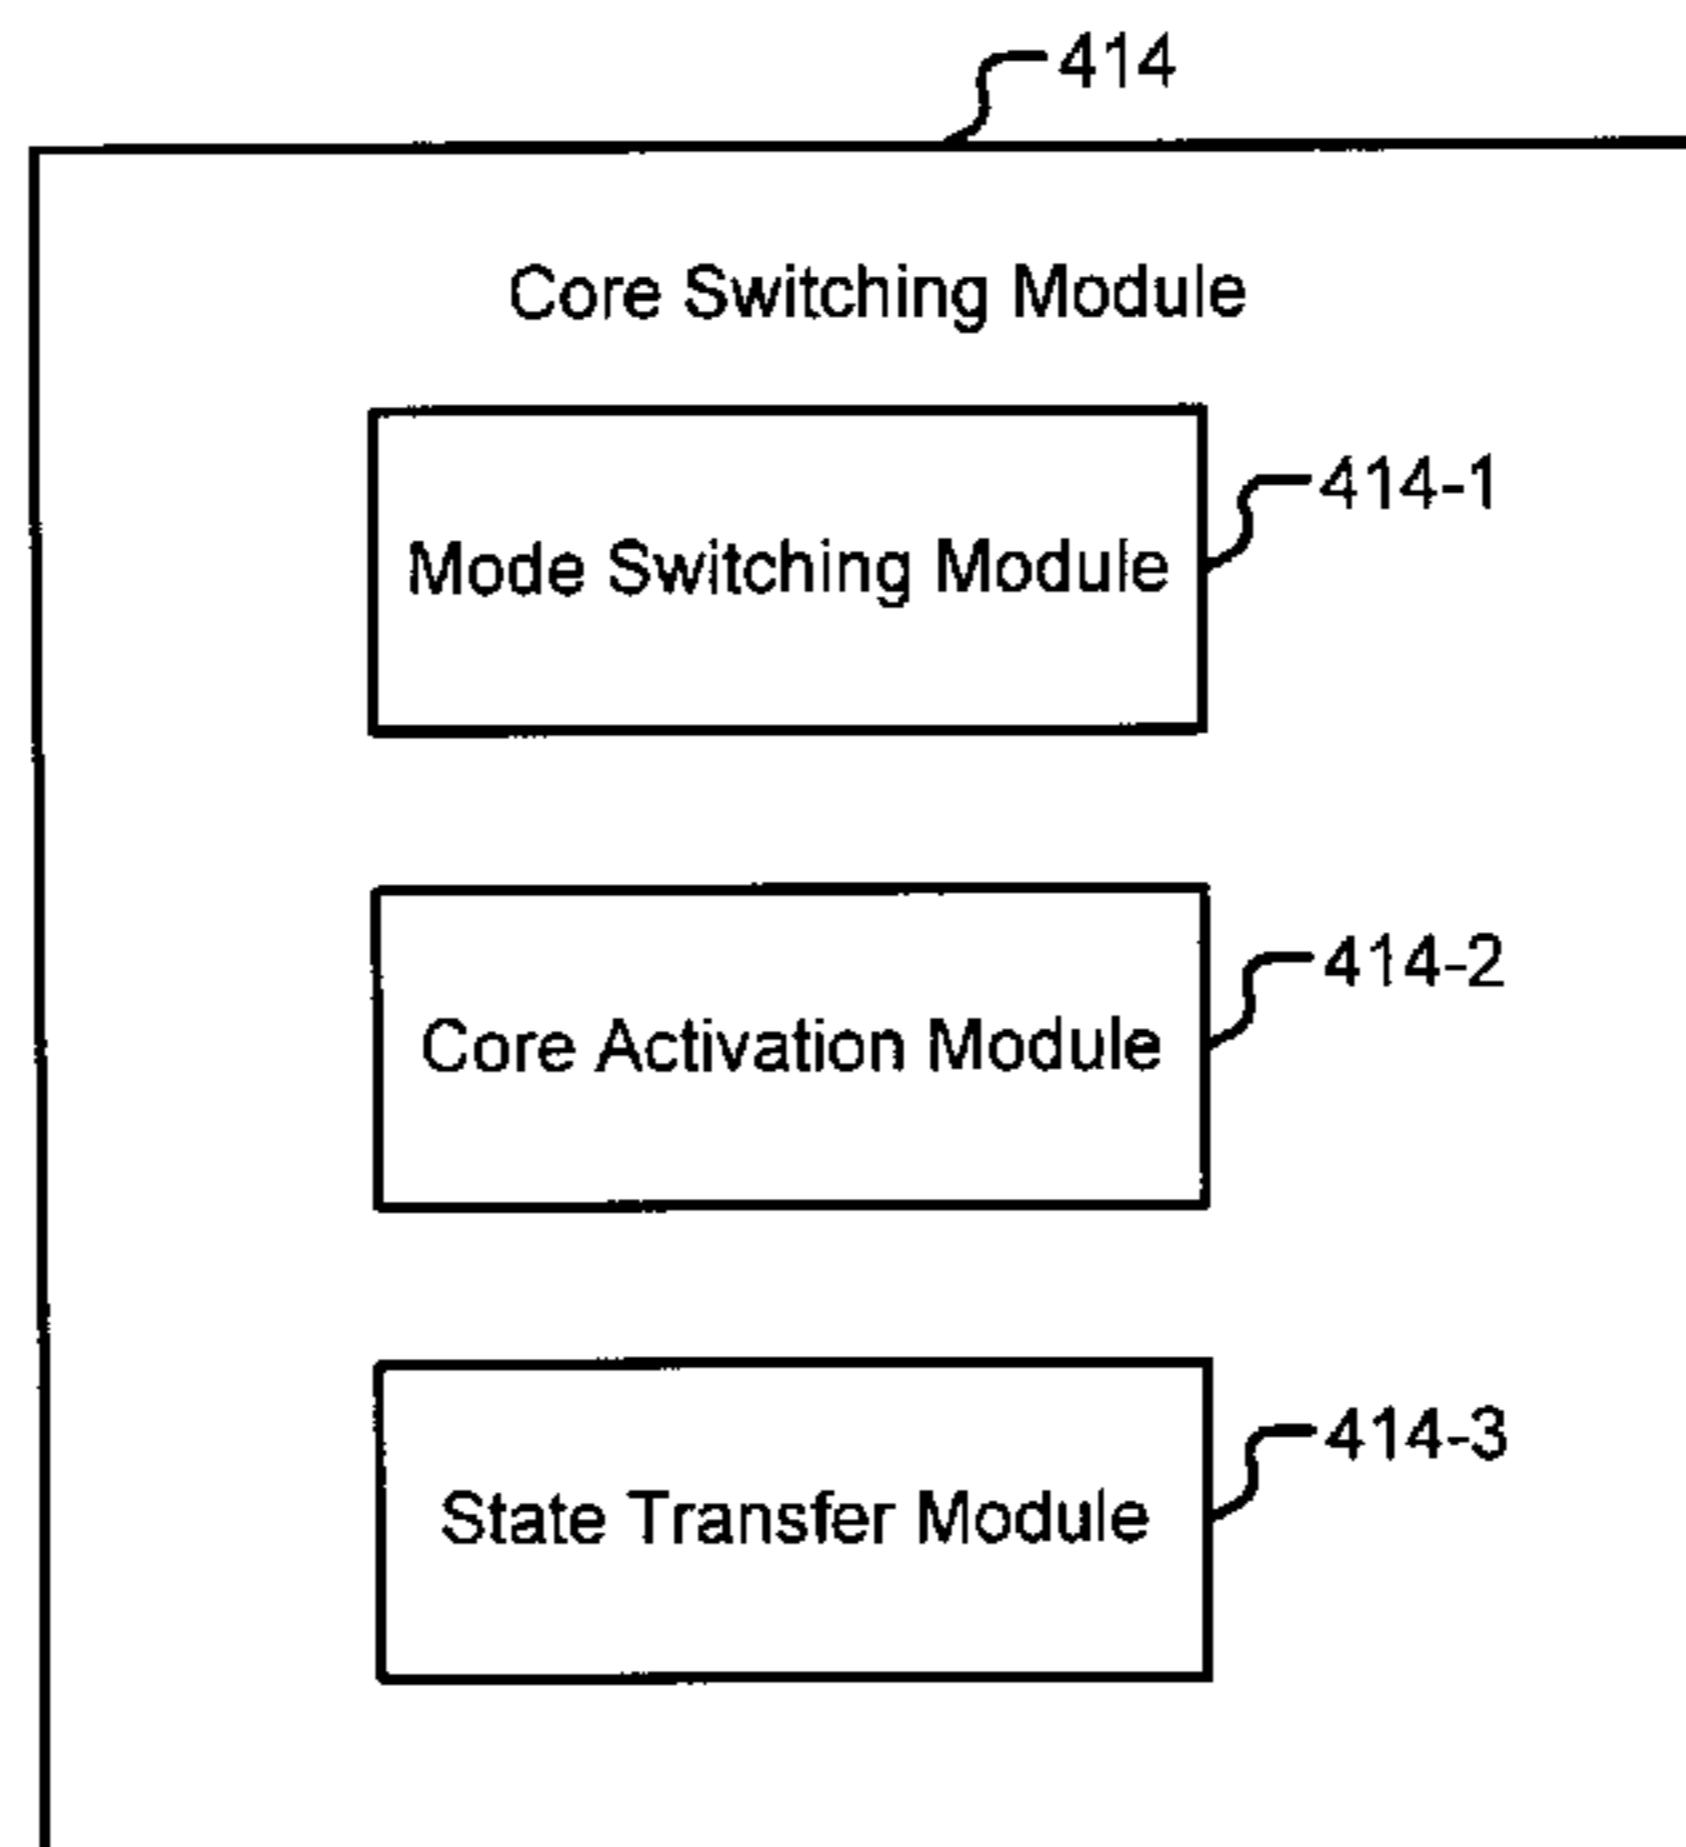 414
Core Switching Module
414-1
Mode Switching Module
414-2
Core Activation Module
414-3
State Transfer Module